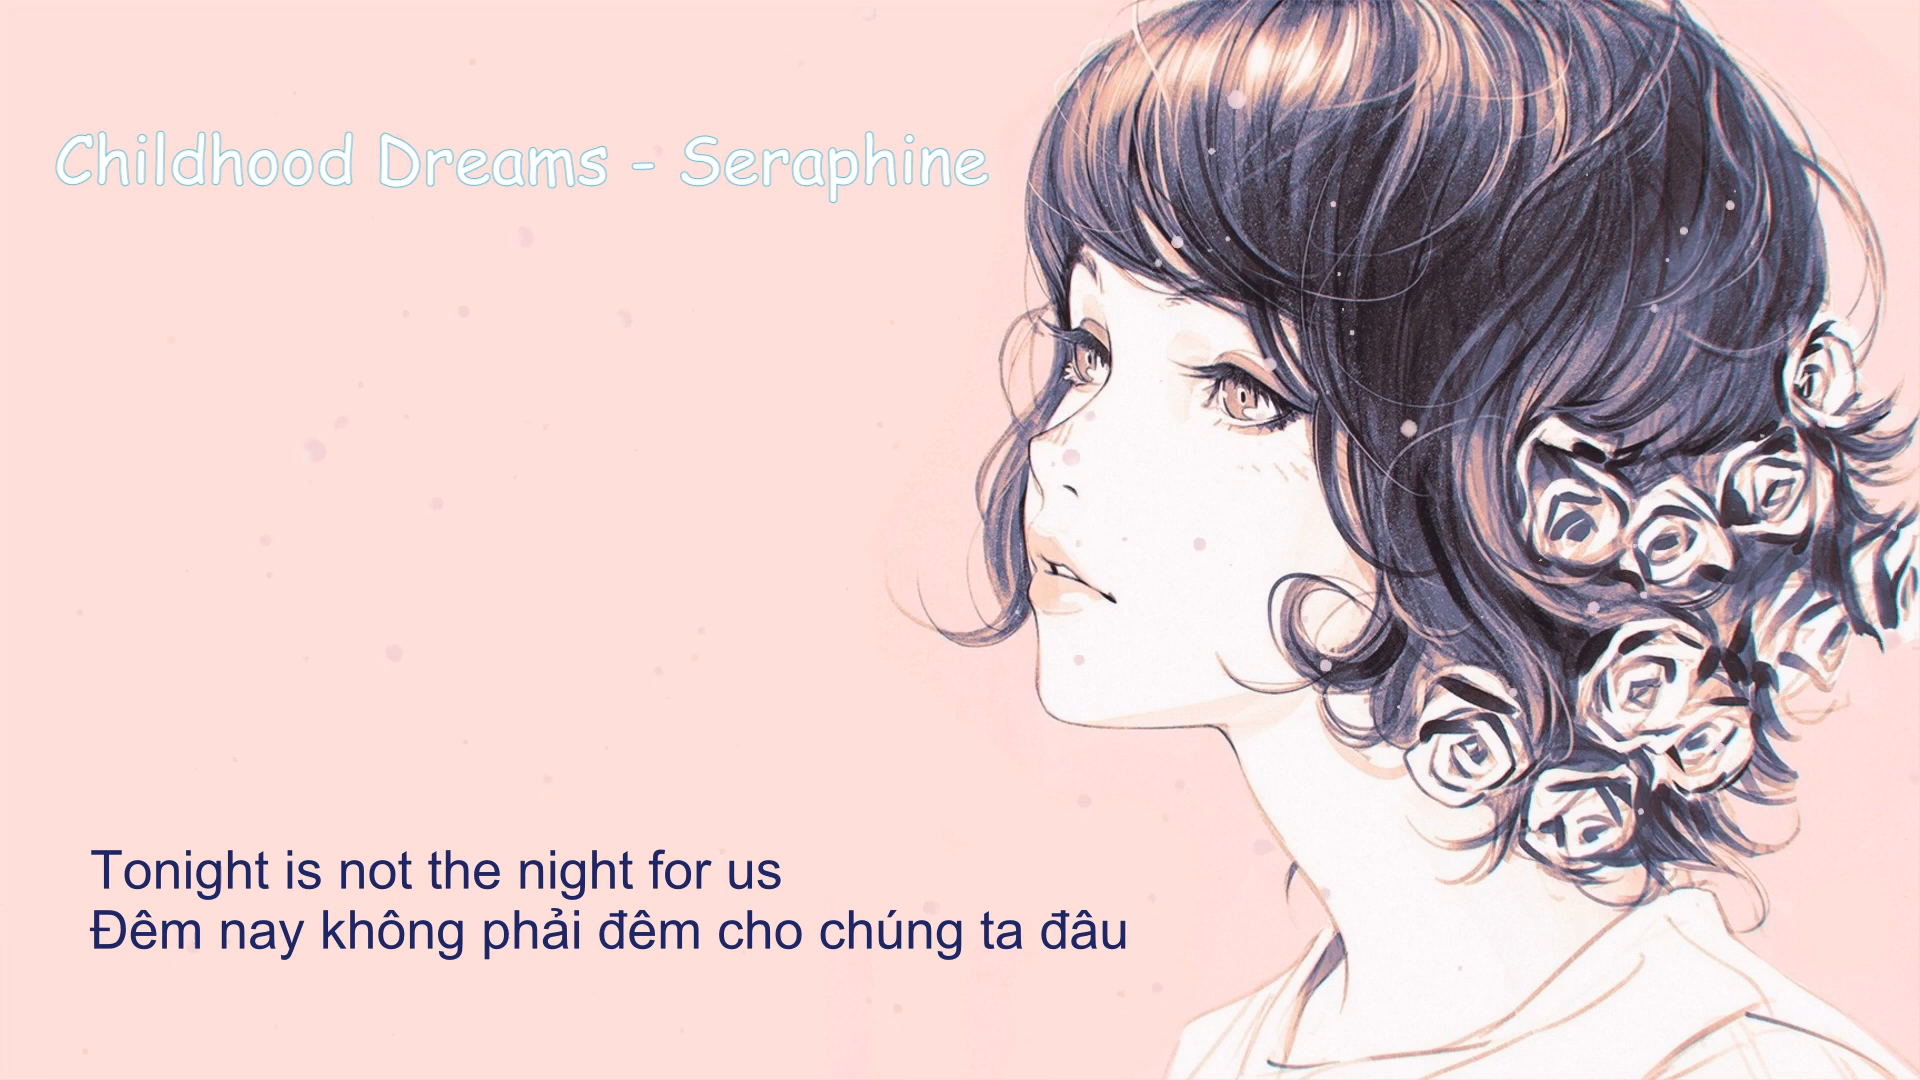 Childhood Dreams - Seraphine
Tonight is not the night for us
Đêm nay không phải đêm cho chúng ta đâu